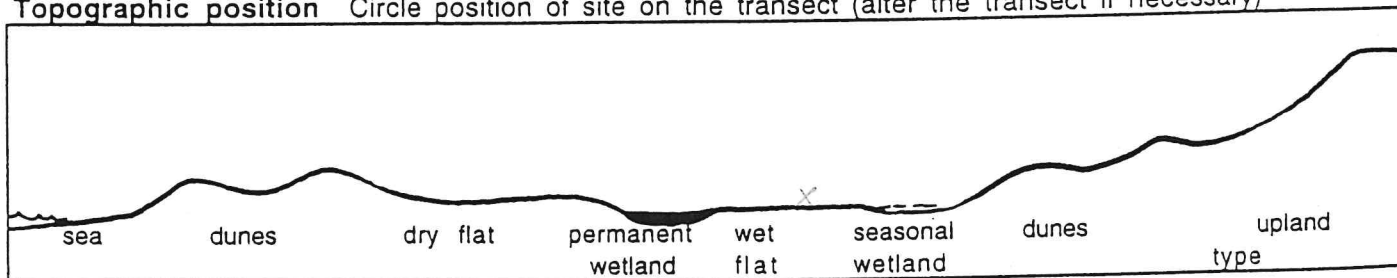 Topographic position Circle position of site on the transect (alter the transect if necessary)
X
sea dunes dry flat permanent wet seasonal dunes upland
wetland flat wetland type